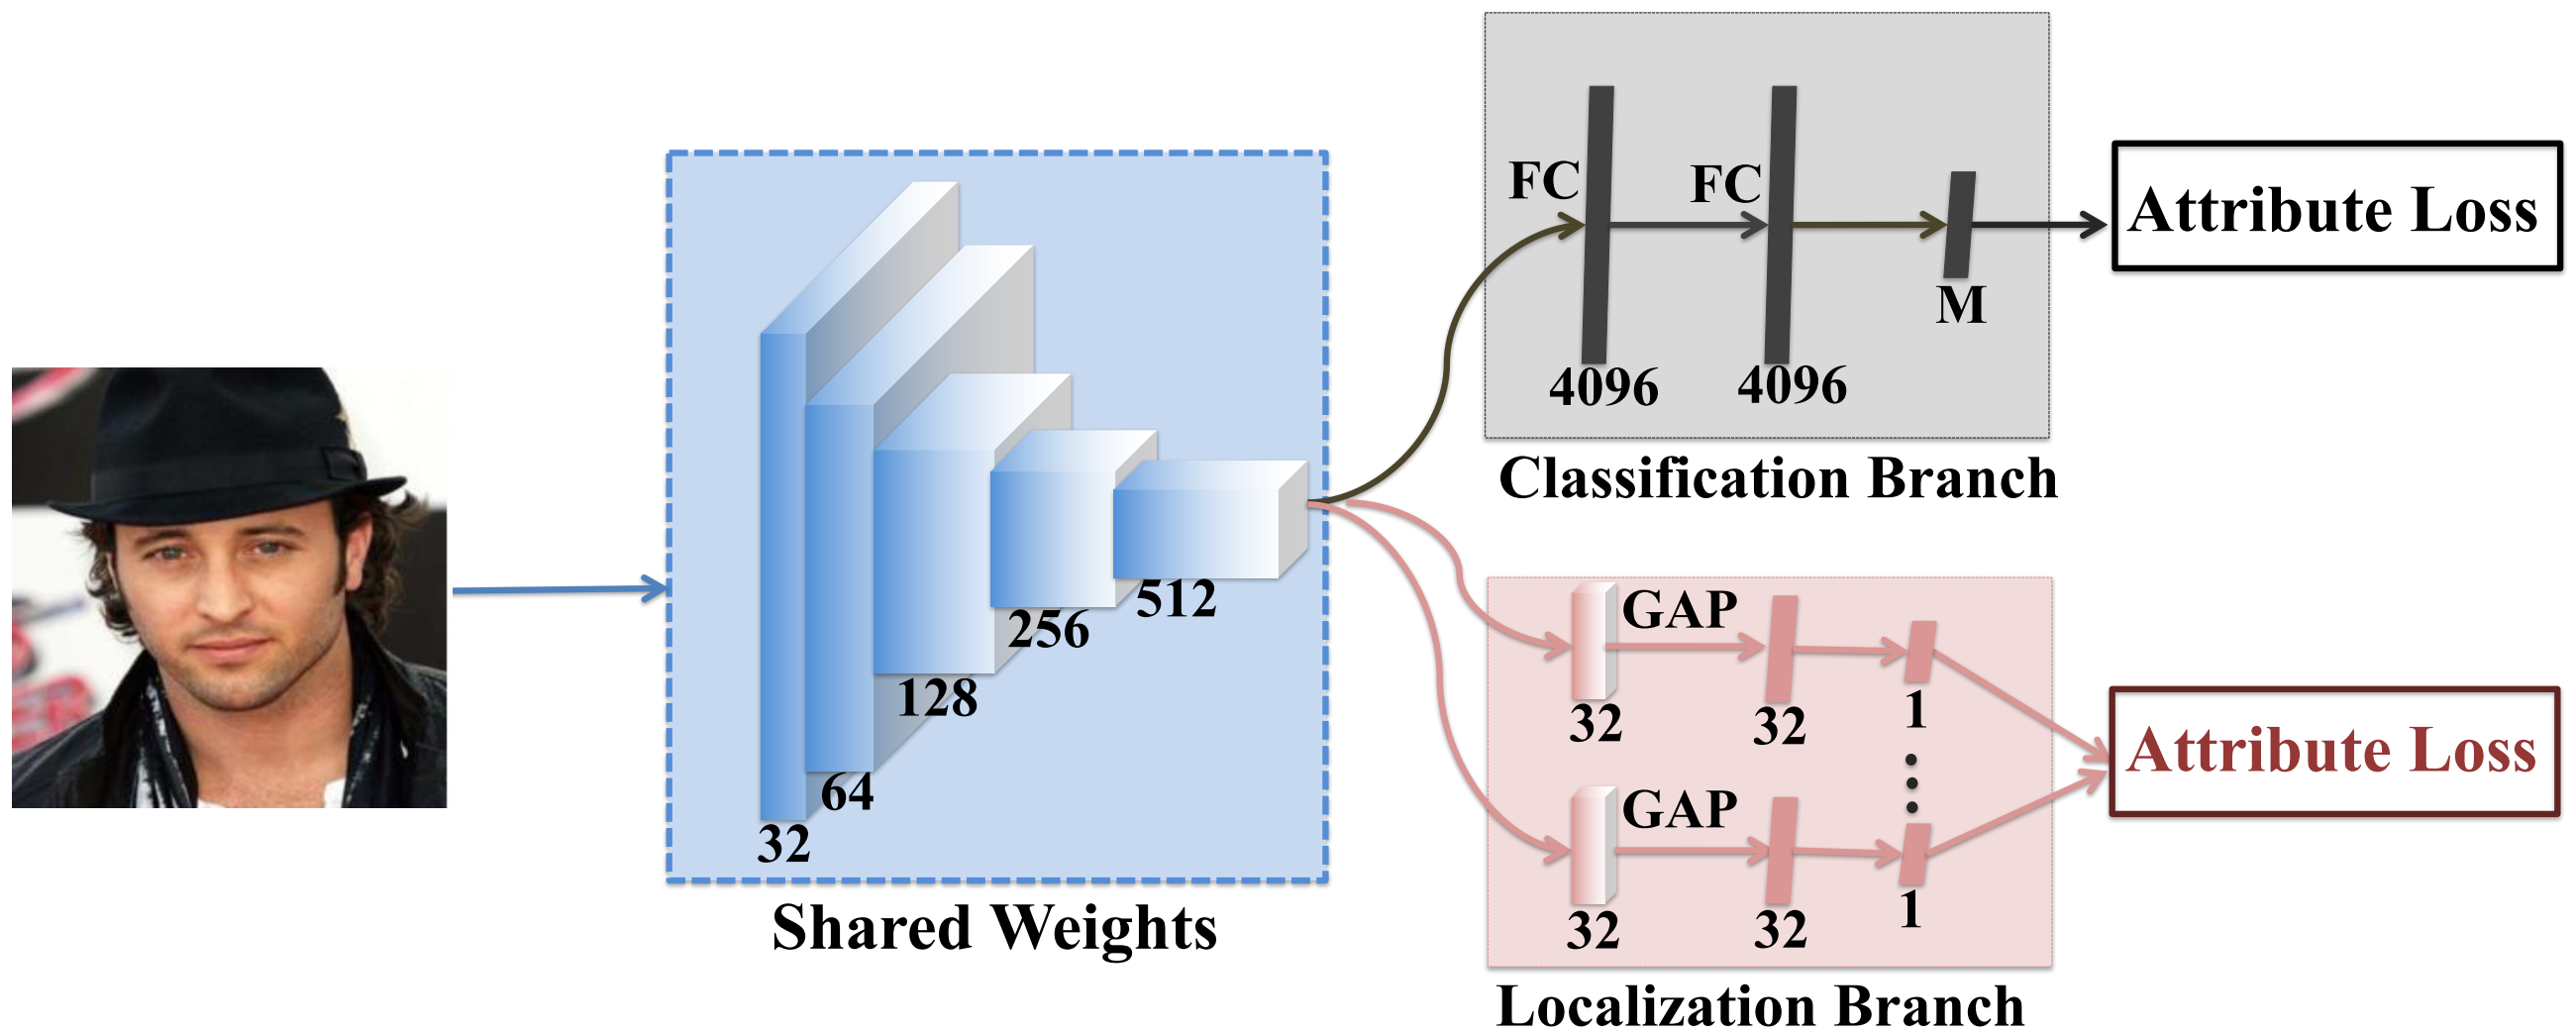 32
64
128
256
512
Shared Weights
FC
FC
4096
4096
M
Classification Branch
Attribute Loss
GAP
32
32
1
GAP
32
32
1
Localization Branch
Attribute Loss